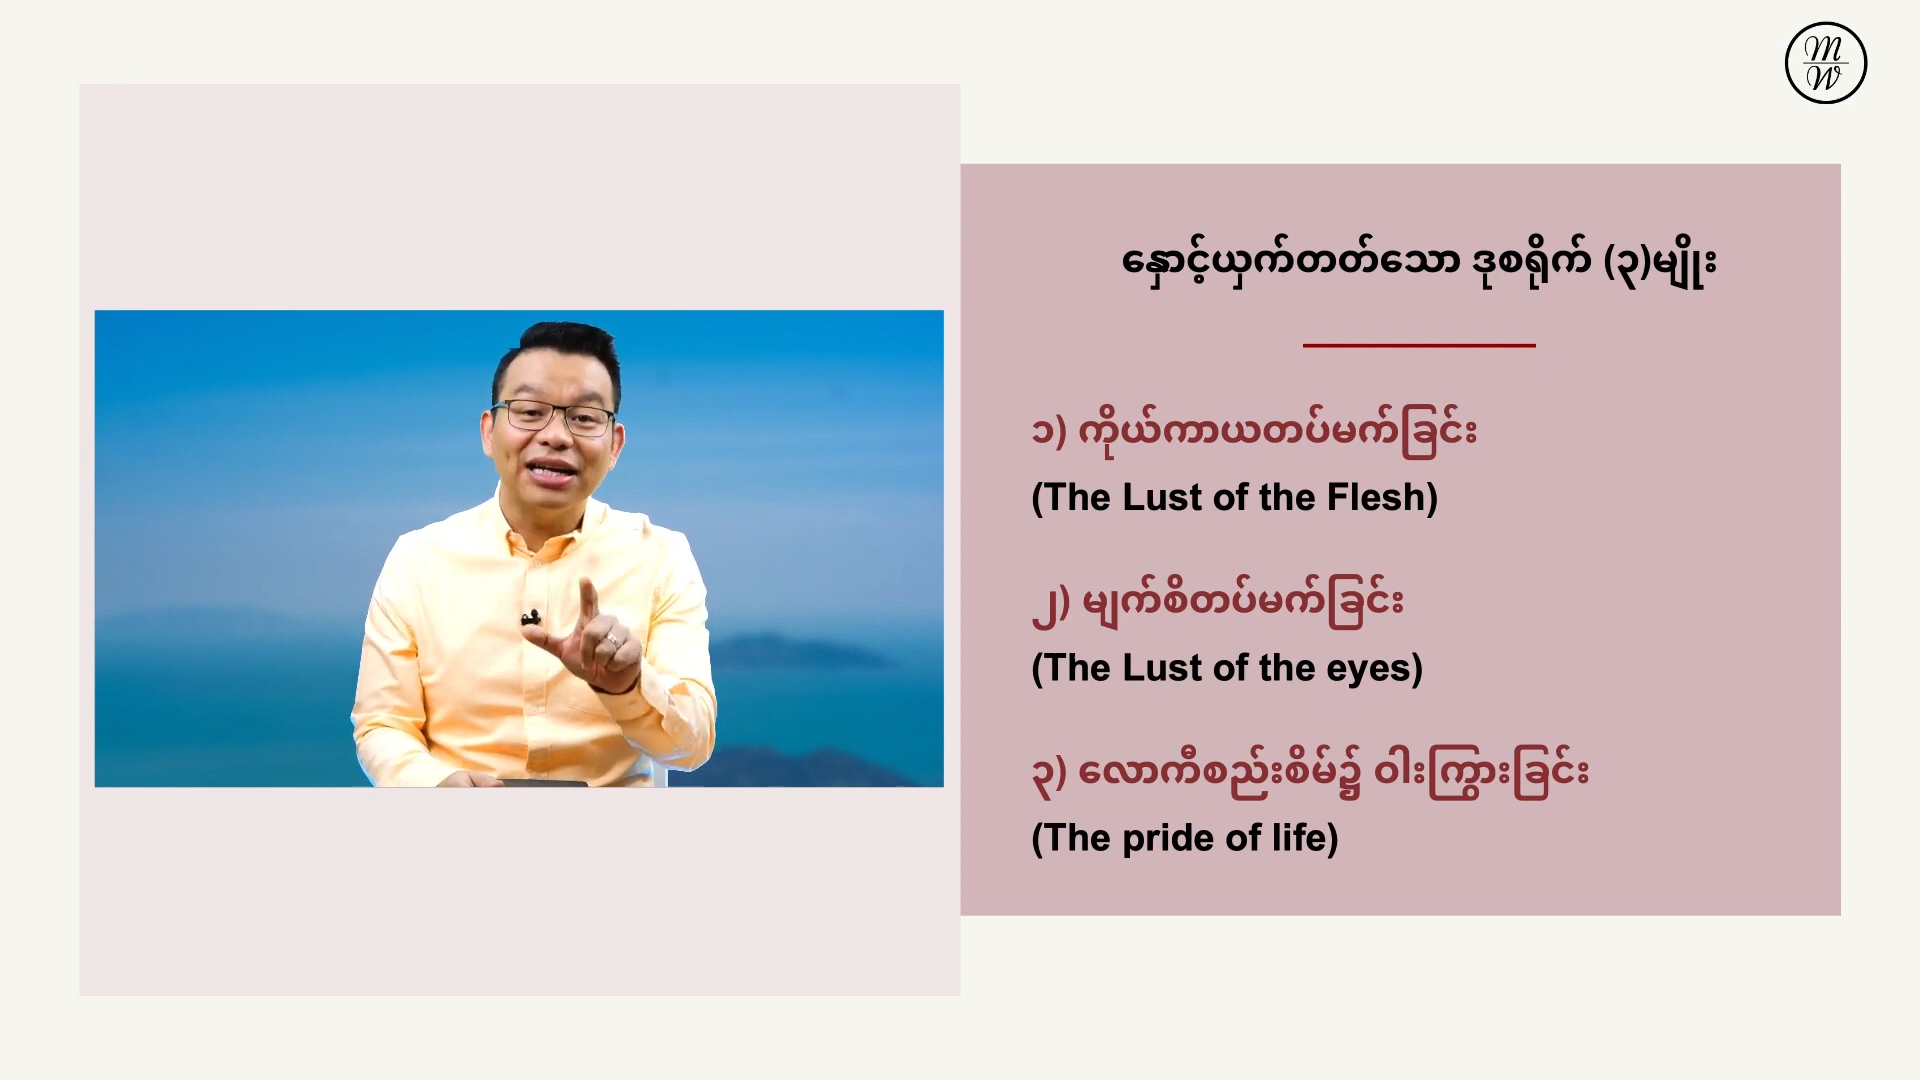 M
W
နှောင့်ယှက်တတ်သော ဒုစရိုက် (၃)မျိုး
၁) ကိုယ်ကာယတပ်မက်ခြင်း
(The Lust of the Flesh)
၂) မျက်စိတပ်မက်ခြင်း
(The Lust of the eyes)
၃) လောကီစည်းစိမ်၌ ဝါးကြွားခြင်း
(The pride of life)